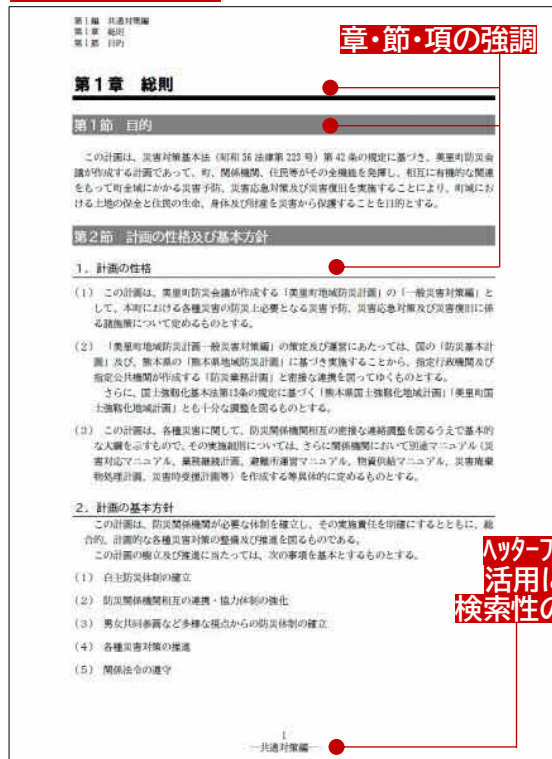 第1編 共通対策編
第1章 総則
第1節 目的
章・節・項の強調
第1章 総則
第1節 目的
この計画は、災害対策基本法（昭和 36 法律第 223 号）第 42 条の規定に基づき、美里町防災会
議が作成する計画であって、町、関係機関、住民等がその全機能を発揮し、相互に有機的な関連
をもって町全域にかかる災害予防、災害応急対策及び災害復旧を実施することにより、町域にお
ける土地の保全と住民の生命、身体及び財産を災害から保護することを目的とする。
第2節 計画の性格及び基本方針
1．計画の性格
（1） この計画は、美里町防災会議が作成する「美里町地域防災計画」の「一般災害対策編」と
して、本町における各種災害の防災上必要となる災害予防、災害応急対策及び災害復旧に係
る諸施策について定めるものとする。
（2） 「美里町地域防災計画一般災害対策編」の策定及び運営にあたっては、国の「防災基本計
画」及び、熊本県の「熊本県地域防災計画」に基づき実施することから、指定行政機関及び
指定公共機関が作成する「防災業務計画」と密接な連携を図ってゆくものとする。
さらに、国土強靱化基本法第13条の規定に基づく「熊本県国土強靱化地域計画」「美里町国
土強靱化地域計画」とも十分な調整を図るものとする。
（3） この計画は、各種災害に関して、防災関係機関相互の密接な連絡調整を図るうえで基本的
な大綱を示すもので、その実施細則については、さらに関係機関において別途マニュアル（災
害対応マニュアル、業務継続計画、避難所運営マニュアル、物資供給マニュアル、災害廃棄
物処理計画、災害時受援計画等）を作成する等具体的に定めるものとする。
2．計画の基本方針
この計画は、防災関係機関が必要な体制を確立し、その実施責任を明確にするとともに、総
合的、計画的な各種災害対策の整備及び推進を図るものである。
この計画の樹立及び推進に当たっては、次の事項を基本とするものとする。
（1） 自主防災体制の確立
（2） 防災関係機関相互の連携・協力体制の強化
（3） 男女共同参画など多様な視点からの防災体制の確立
（4） 各種災害対策の推進
（5） 関係法令の遵守
ヘッターフ
活用に
検索性の
1
―共通対策編―